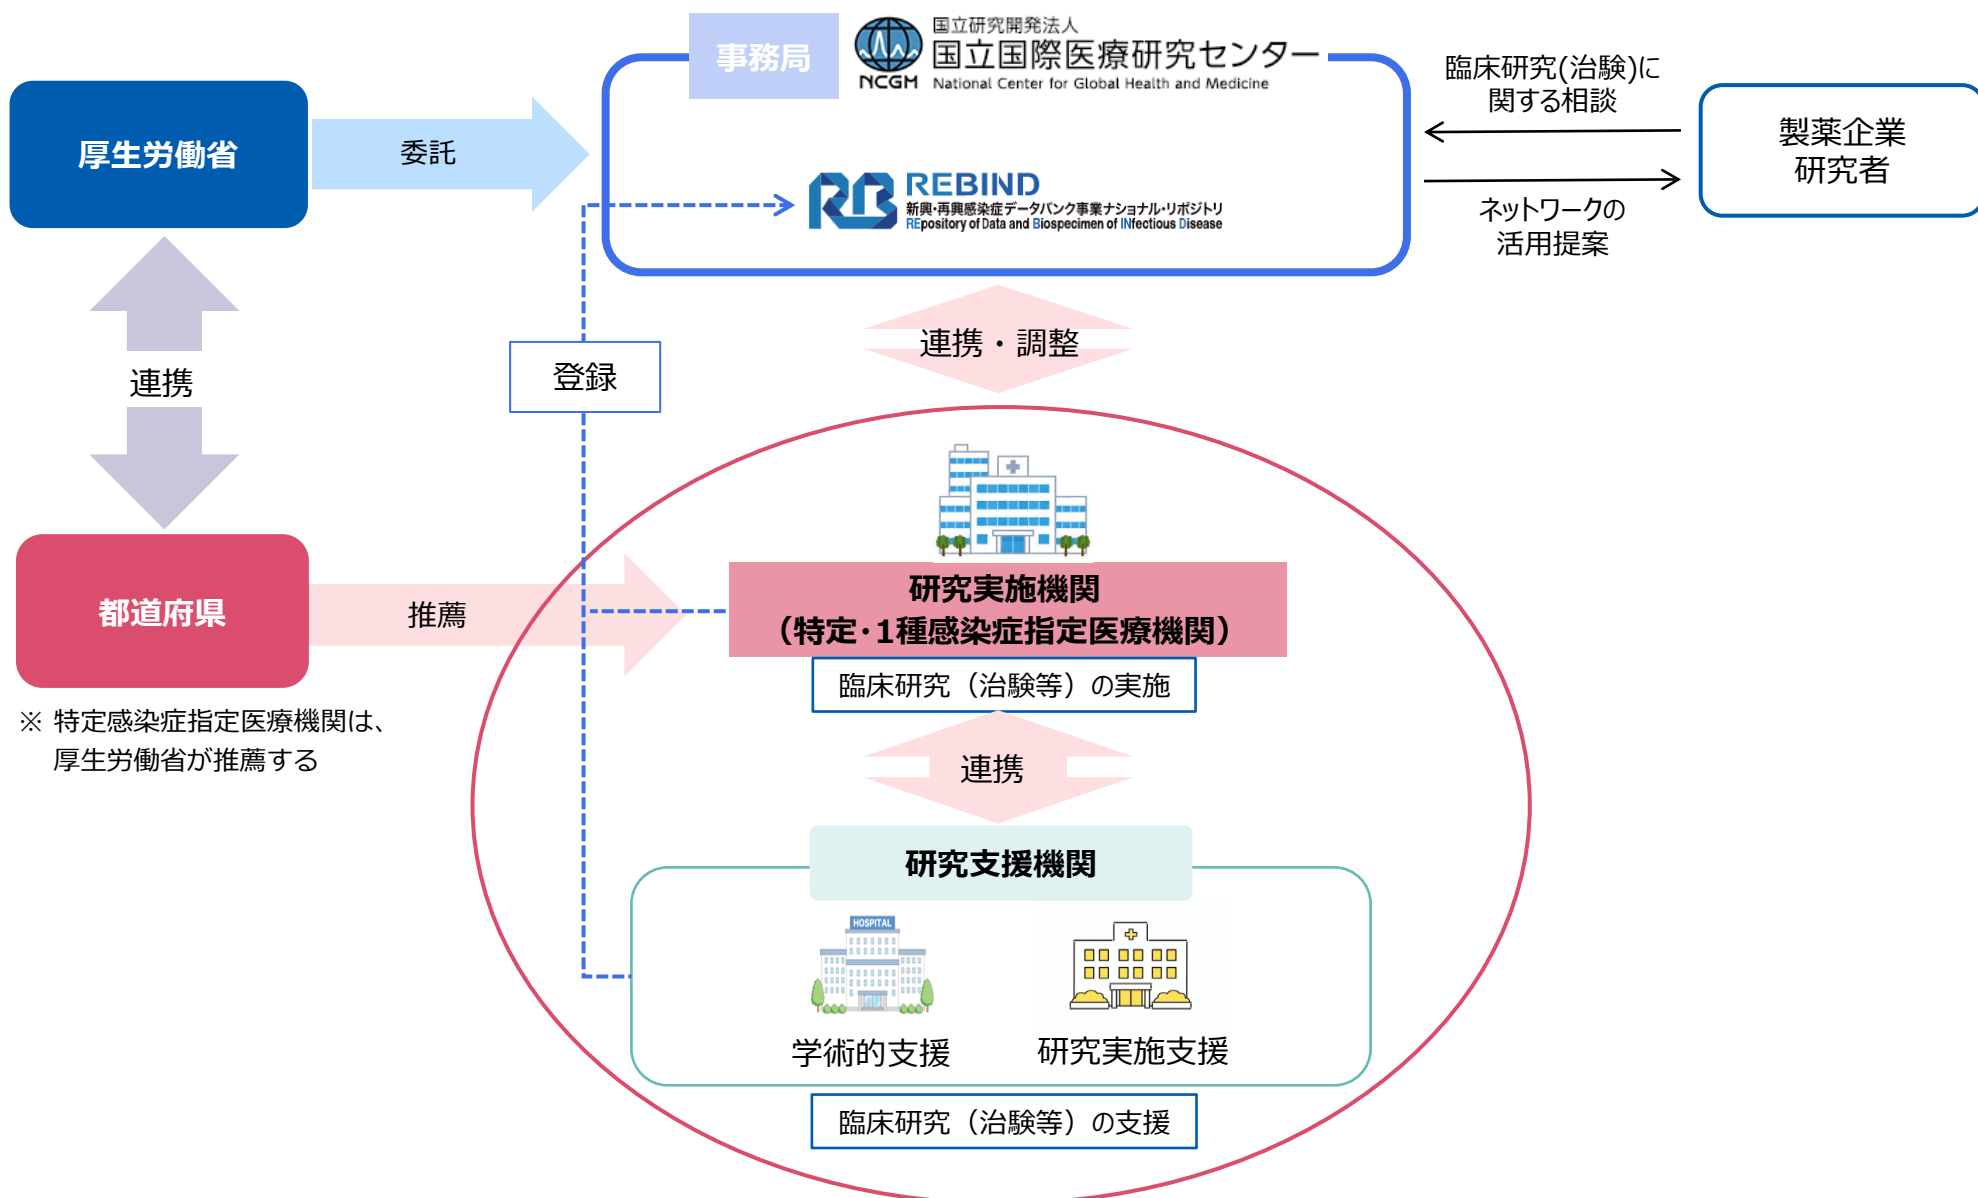 事務局
国立研究開発法人
国立国際医療研究センター
NCGM
National Center for Global Health and Medicine
厚生労働省
委託
臨床研究(治験)に
関する相談
製薬企業
研究者
REBIND
新興・再興感染症データバンク事業ナショナル・リポジトリ
REpository of Data and Biospecimen of INfectious Disease
ネットワークの
活用提案
連携
登録
連携・調整
都道府県
推薦
研究実施機関
(特定・1種感染症指定医療機関)
臨床研究（治験等）の実施
※ 特定感染症指定医療機関は、
厚生労働省が推薦する
連携
研究支援機関
HOSPITAL
学術的支援
研究実施支援
臨床研究（治験等）の支援